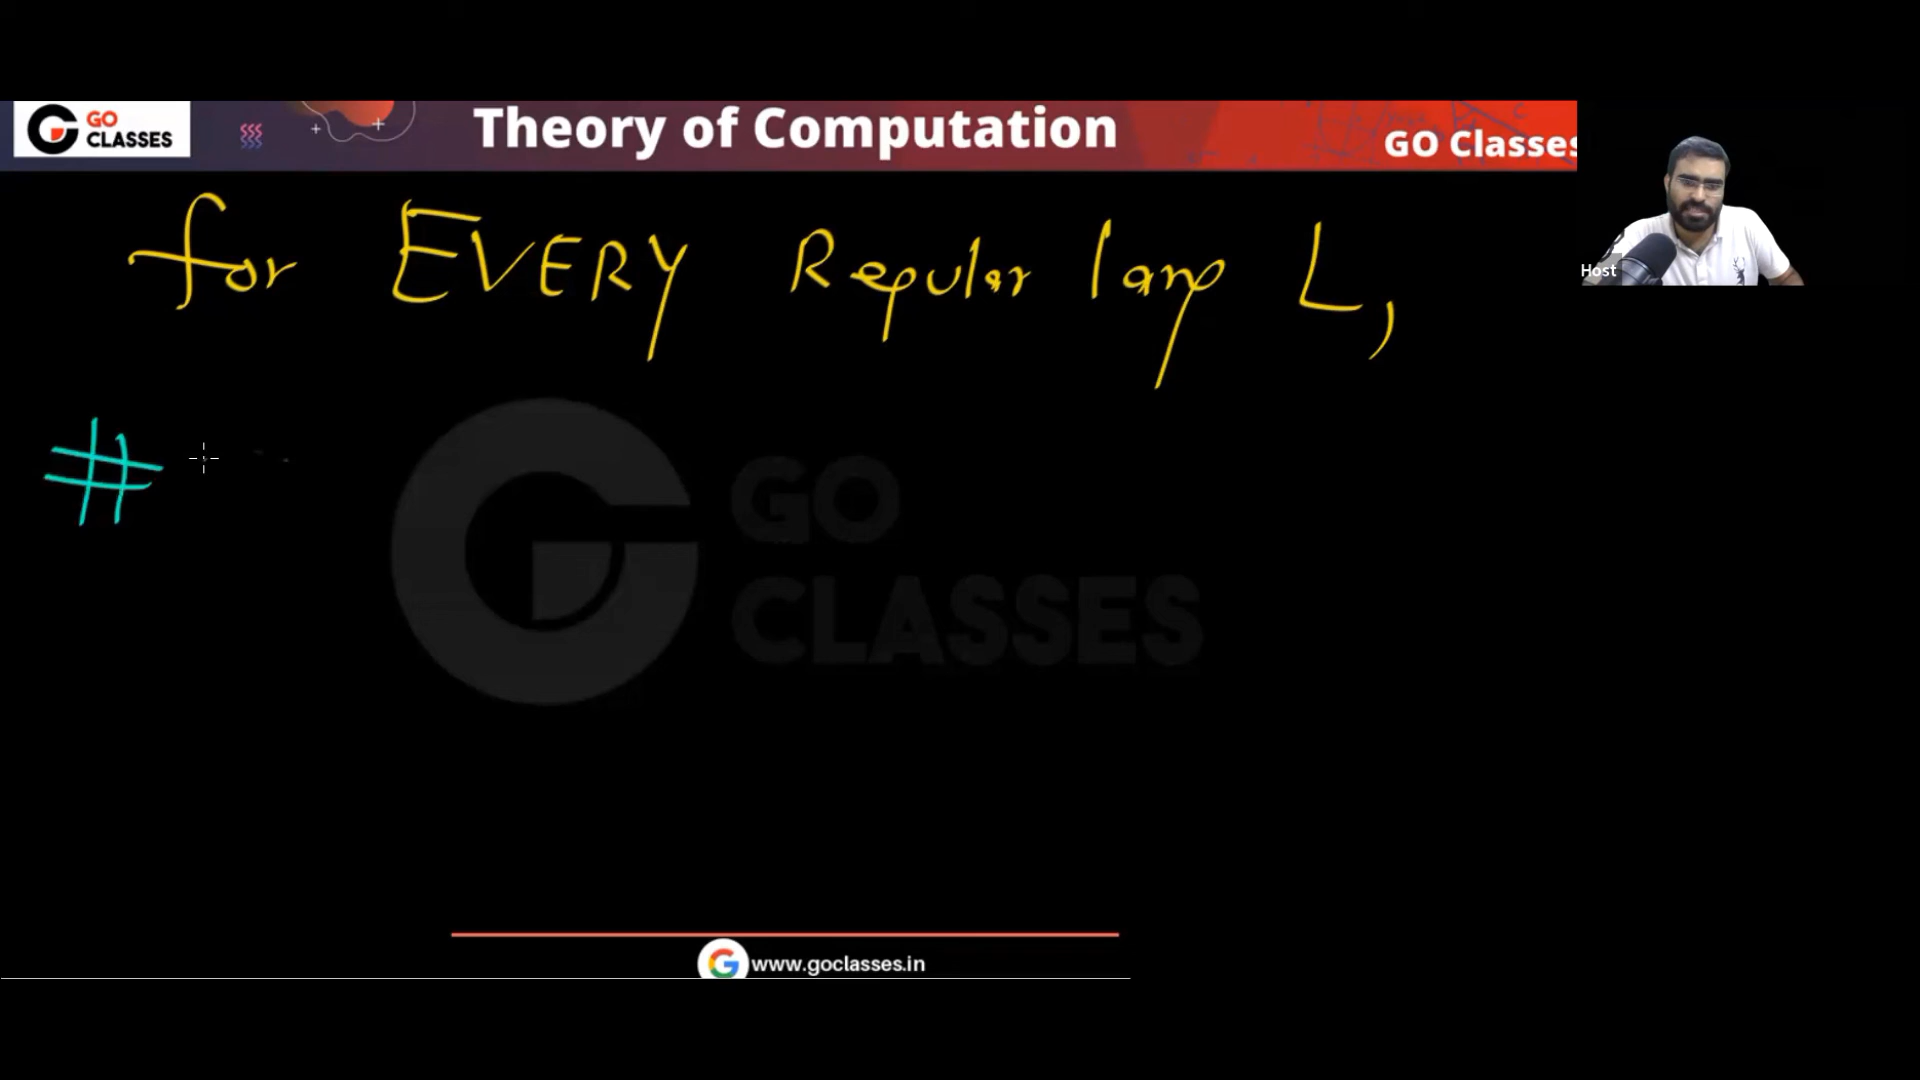 GO
CLASSES
Theory of Computation
GO Classes
for EVERY Regular lang L,
Host
#
GO
CLASSES
www.goclasses.in